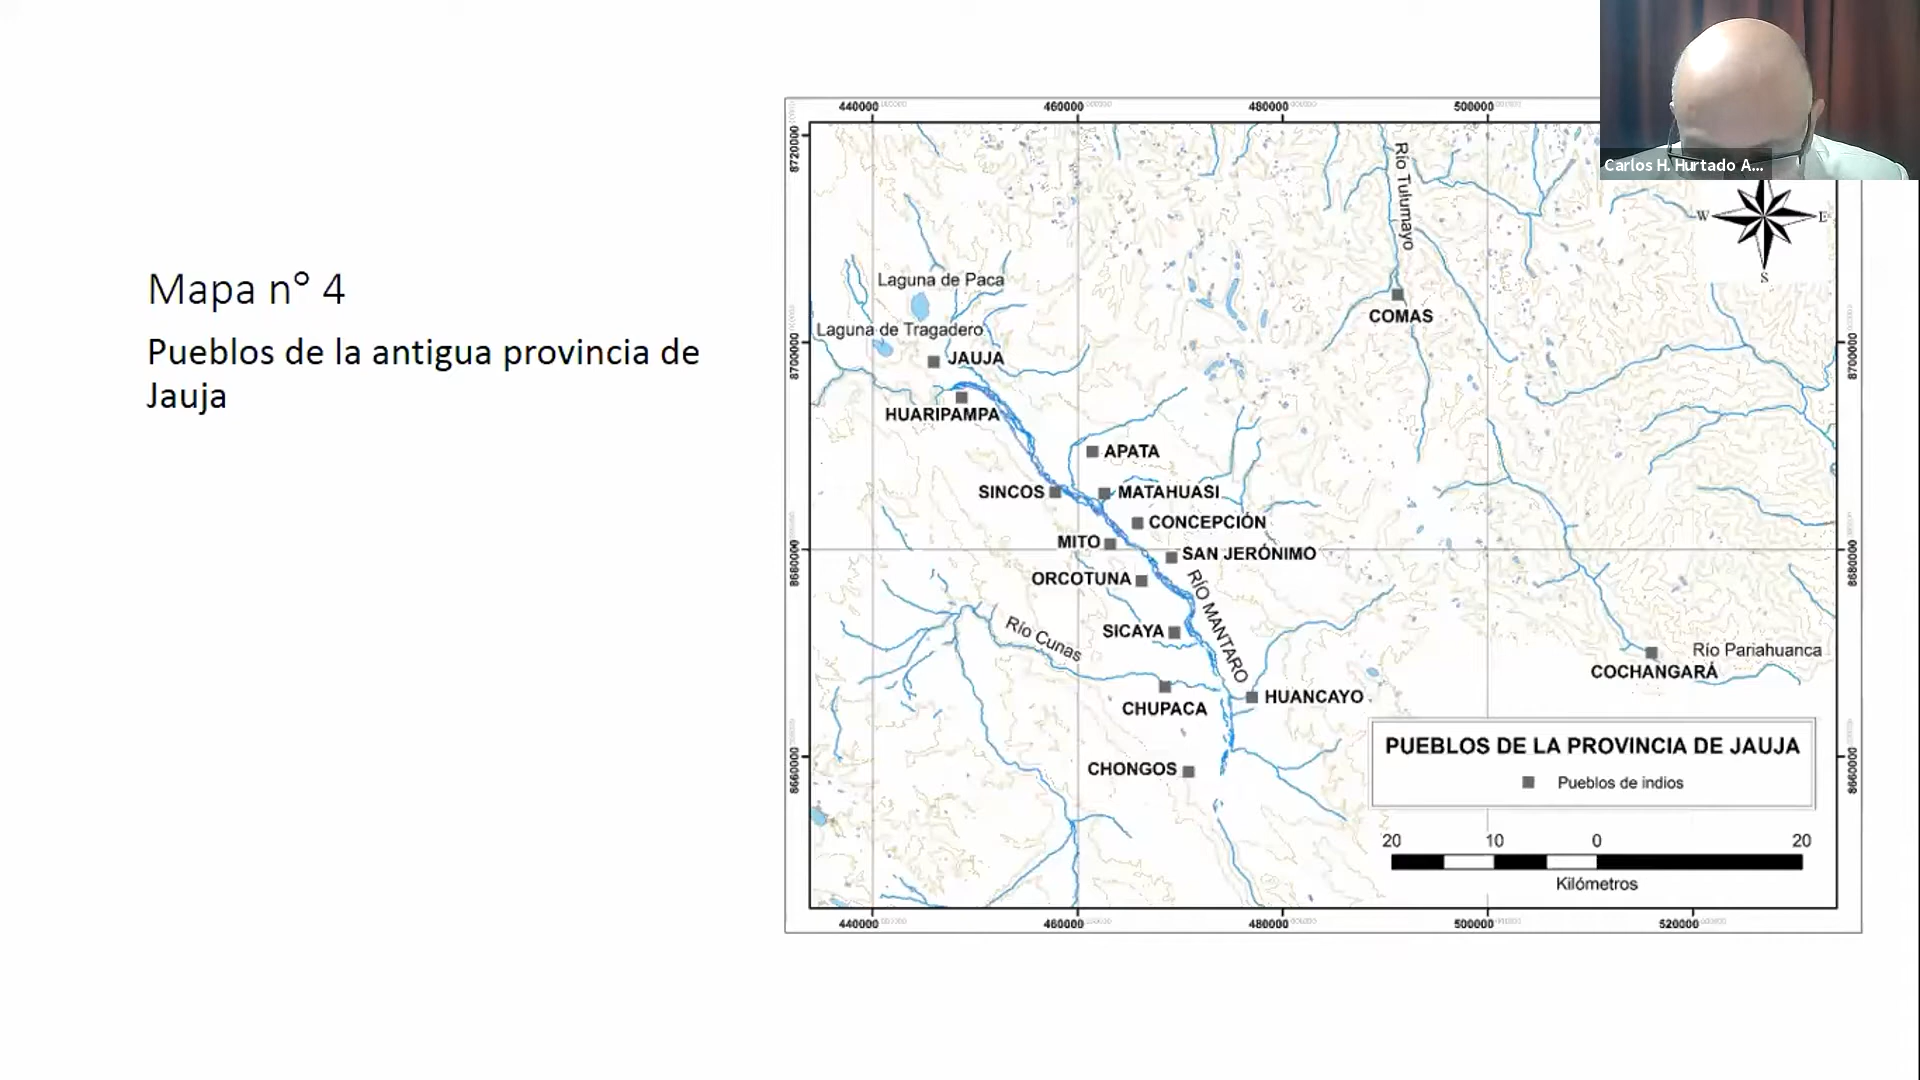 Carlos H. Hurtado A...
Mapa n° 4
Pueblos de la antigua provincia de
Jauja
440000
460000
480000
500000
8720000
Río Tulumayo
W
E
S
Laguna de Paca
COMAS
Laguna de Tragadero
8700000
8700000
JAUJA
HUARIPAMPA
APATA
SINCOS
MATAHUASI
CONCEPCIÓN
MITO
SAN JERÓNIMO
8680000
8680000
ORCOTUNA
RÍO MANTARO
Río Cunas
SICAYA
Río Pariahuanca
COCHANGARÁ
HUANCAYO
CHUPACA
PUEBLOS DE LA PROVINCIA DE JAUJA
8660000
8660000
CHONGOS
Pueblos de indios
20
10
0
20
Kilómetros
440000
460000
480000
500000
520000